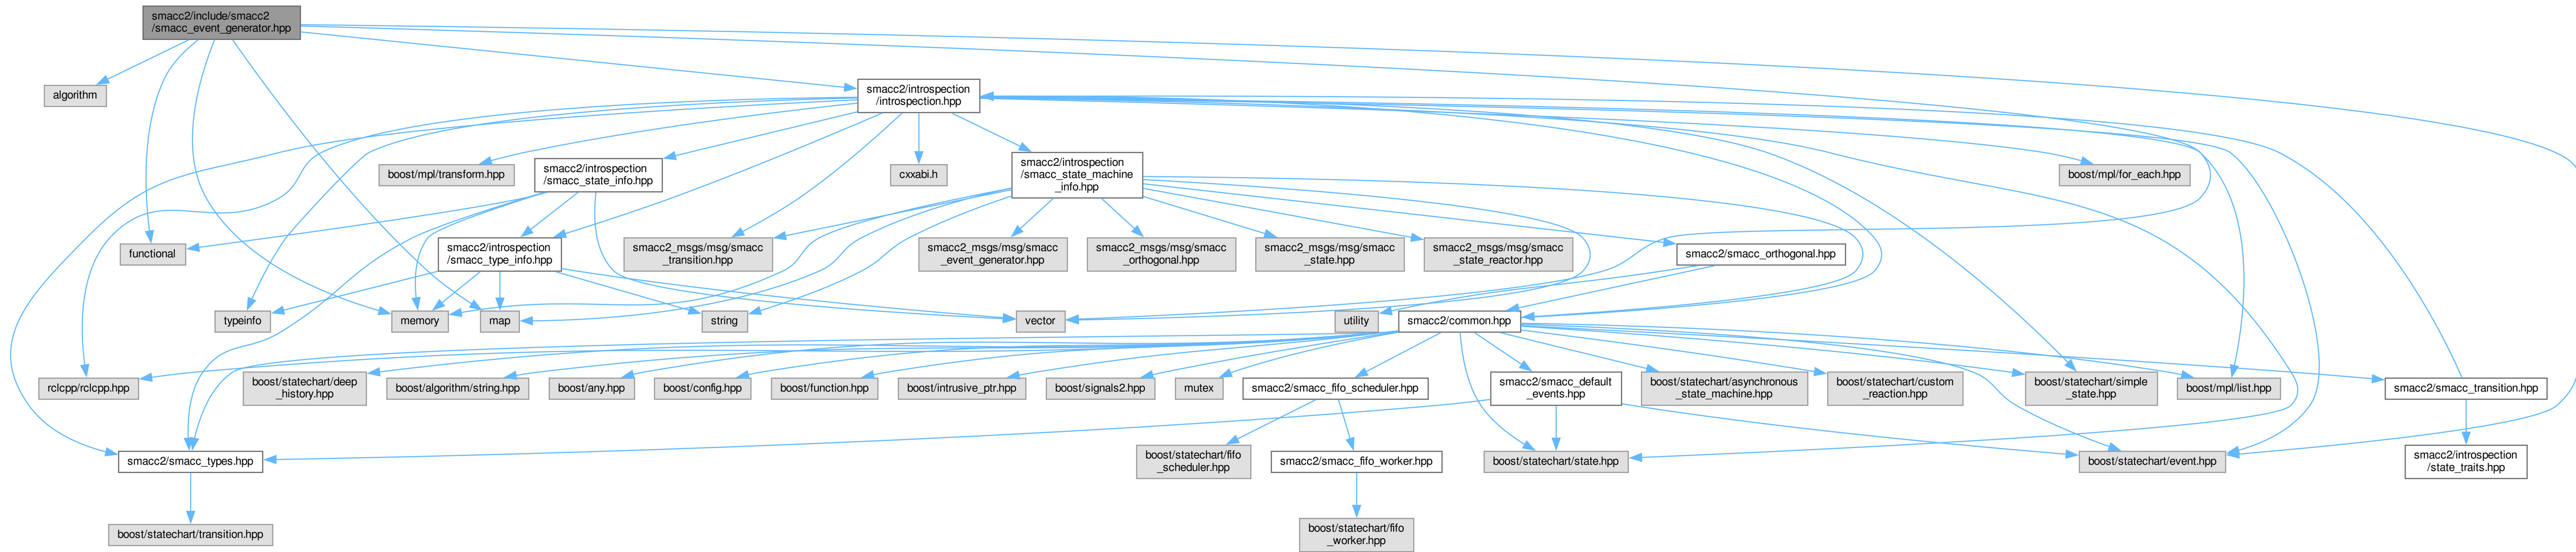 smacc2/include/smacc2
/smacc_event_generator.hpp
algorithm
smacc2/introspection
/introspection.hpp
boost/mpl/transform.hpp
smacc2/introspection
/smacc_state_info.hpp
cxxabi.h
smacc2/introspection
/smacc_state_machine
_info.hpp
boost/mpl/for_each.hpp
functional
smacc2/introspection
/smacc_type_info.hpp
smacc2_msgs/msg/smacc
_transition.hpp
smacc2_msgs/msg/smacc
_event_generator.hpp
smacc2_msgs/msg/smacc
_orthogonal.hpp
smacc2_msgs/msg/smacc
_state.hpp
smacc2_msgs/msg/smacc
_state_reactor.hpp
smacc2/smacc_orthogonal.hpp
typeinfo
memory
map
string
vector
utility
smacc2/common.hpp
rclcpp/rclcpp.hpp
boost/statechart/deep
_history.hpp
boost/algorithm/string.hpp
boost/any.hpp
boost/config.hpp
boost/function.hpp
boost/intrusive_ptr.hpp
boost/signals2.hpp
mutex
smacc2/smacc_fifo_scheduler.hpp
smacc2/smacc_default
_events.hpp
boost/statechart/asynchronous
_state_machine.hpp
boost/statechart/custom
_reaction.hpp
boost/statechart/simple
_state.hpp
boost/mpl/list.hpp
smacc2/smacc_transition.hpp
smacc2/smacc_types.hpp
boost/statechart/fifo
_scheduler.hpp
smacc2/smacc_fifo_worker.hpp
boost/statechart/state.hpp
boost/statechart/event.hpp
smacc2/introspection
/state_traits.hpp
boost/statechart/transition.hpp
boost/statechart/fifo
_worker.hpp